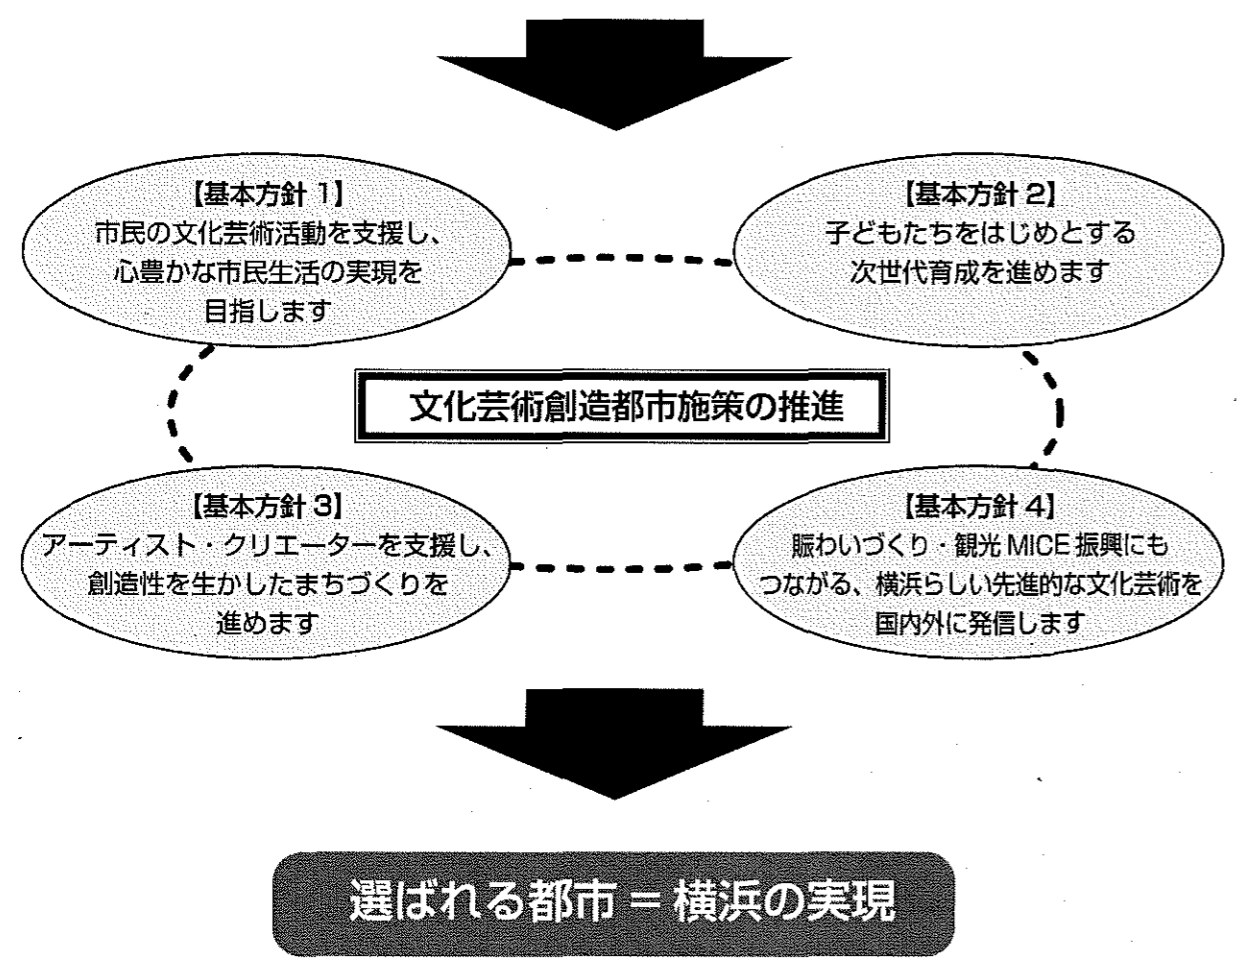 【基本方針 1】
市民の文化芸術活動を支援し、
心豊かな市民生活の実現を
目指します
【基本方針 2】
子どもたちをはじめとする
次世代育成を進めます
文化芸術創造都市施策の推進
【基本方針 3】
アーティスト・クリエーターを支援し、
創造性を生かしたまちづくりを
進めます
【基本方針 4】
賑わいづくり・観光 MICE 振興にも
つながる、横浜らしい先進的な文化芸術を
国内外に発信します
選ばれる都市 = 横浜の実現